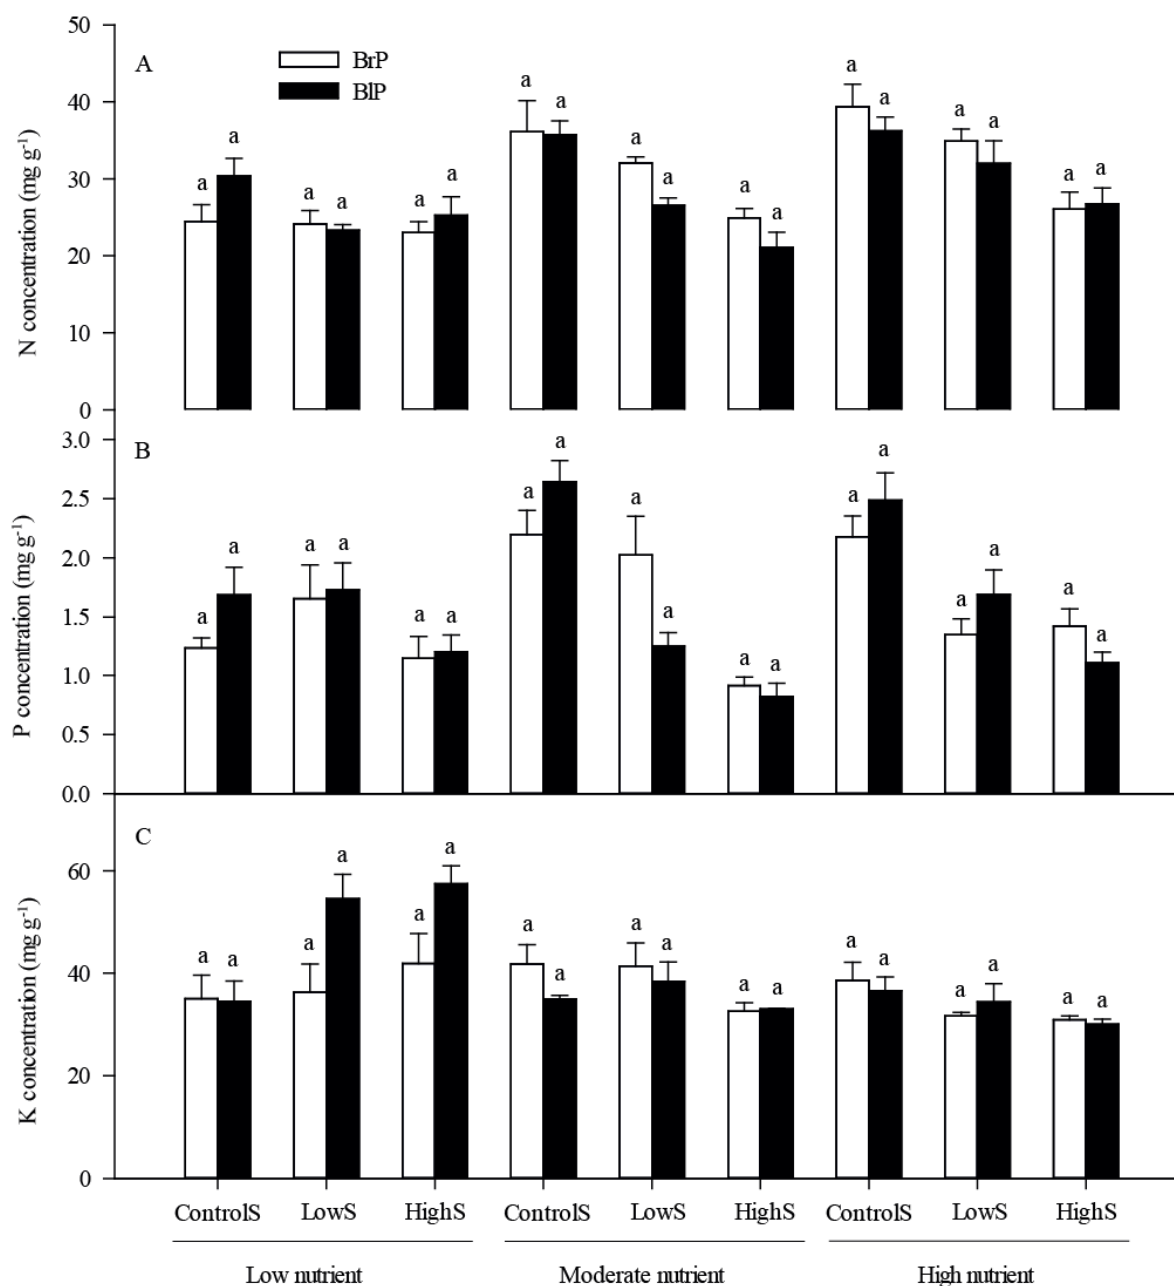 50
A
BrP
BlP
40
30
20
10
0
N concentration (mg g-1)
a a a a a a a a a a a a a a a a a a
B
3.0
2.5
2.0
1.5
1.0
0.5
0.0
P concentration (mg g-1)
a a a a a a a a a a a a a a a a a a
C
60
40
20
0
K concentration (mg g-1)
a a a a a a a a a a a a a a a a a a
ControlS LowS HighS ControlS LowS HighS ControlS LowS HighS
Low nutrient Moderate nutrient High nutrient